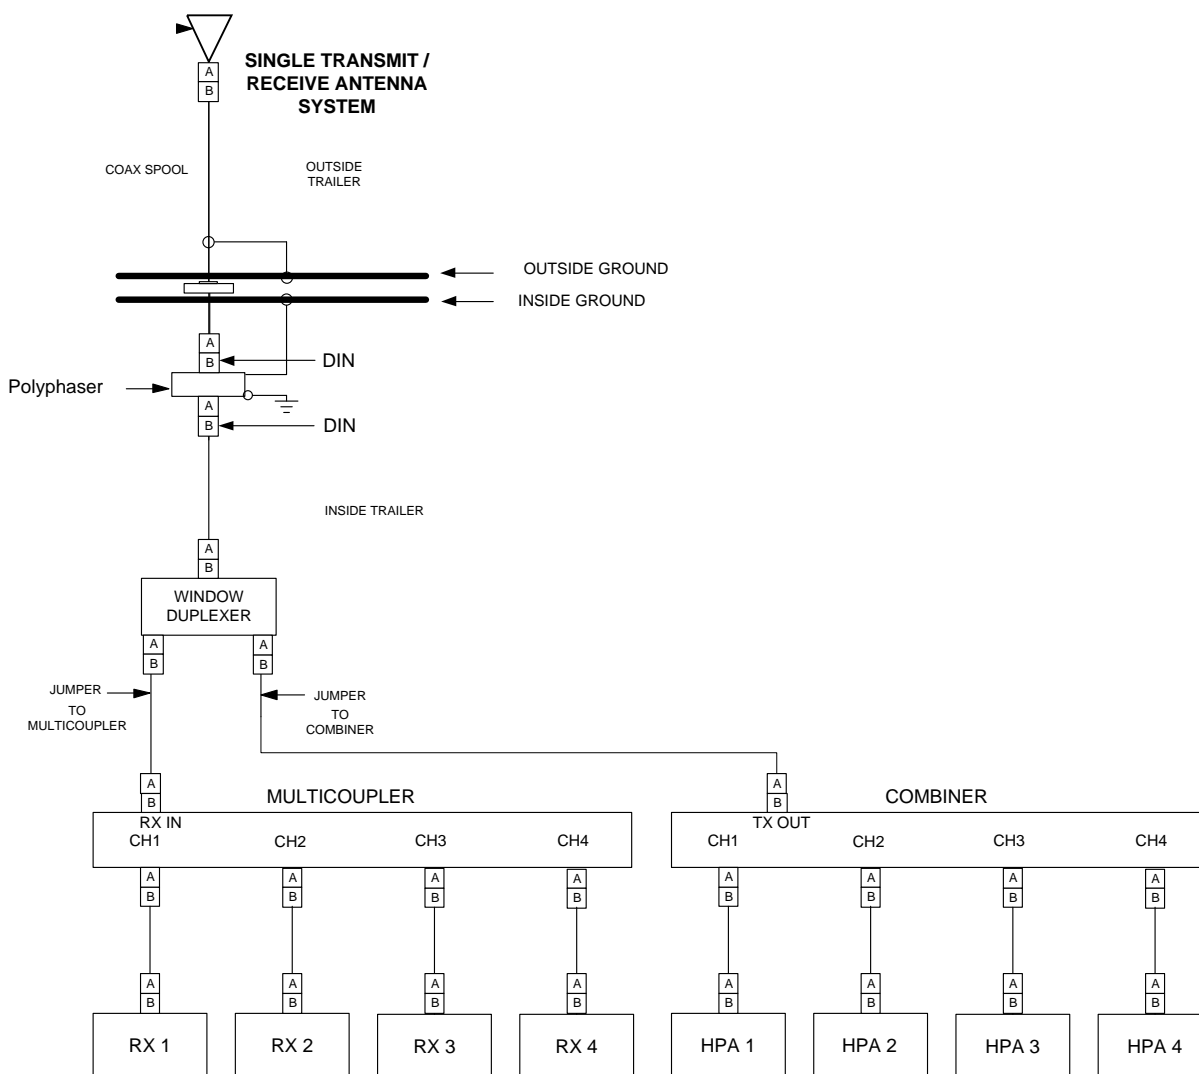 SINGLE TRANSMIT /
RECEIVE ANTENNA
SYSTEM
A
B
COAX SPOOL
OUTSIDE
TRAILER
OUTSIDE GROUND
INSIDE GROUND
A
B
DIN
Polyphaser
A
B
DIN
INSIDE TRAILER
A
B
WINDOW
DUPLEXER
A
B
A
B
JUMPER
TO
MULTICOUPLER
JUMPER
TO
COMBINER
A
B
MULTICOUPLER
A
B
COMBINER
RX IN
CH1
CH2
CH3
CH4
TX OUT
CH1
CH2
CH3
CH4
A
B
A
B
A
B
A
B
A
B
A
B
A
B
A
B
A
B
A
B
A
B
A
B
A
B
A
B
A
B
A
B
RX 1
RX 2
RX 3
RX 4
HPA 1
HPA 2
HPA 3
HPA 4